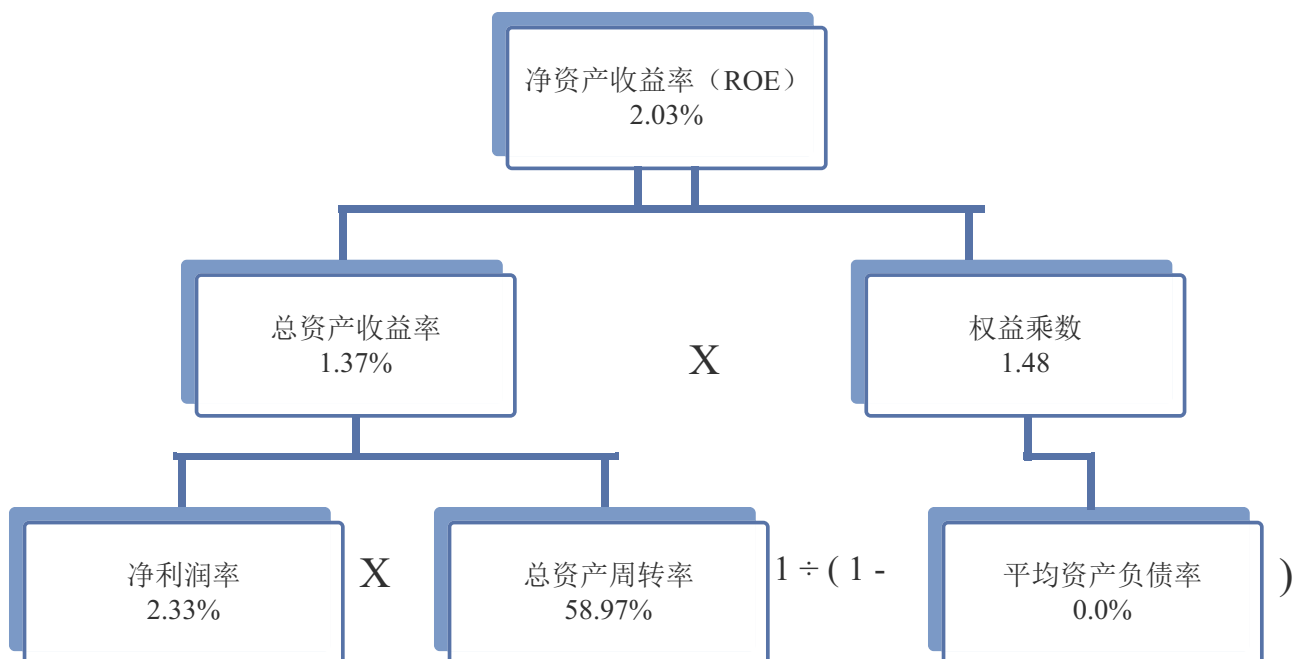 净资产收益率（ROE）
2.03%
总资产收益率
1.37%
X
权益乘数
1.48
净利润率
2.33%
X
总资产周转率
58.97%
1 ÷ ( 1 -
平均资产负债率
0.0%
)